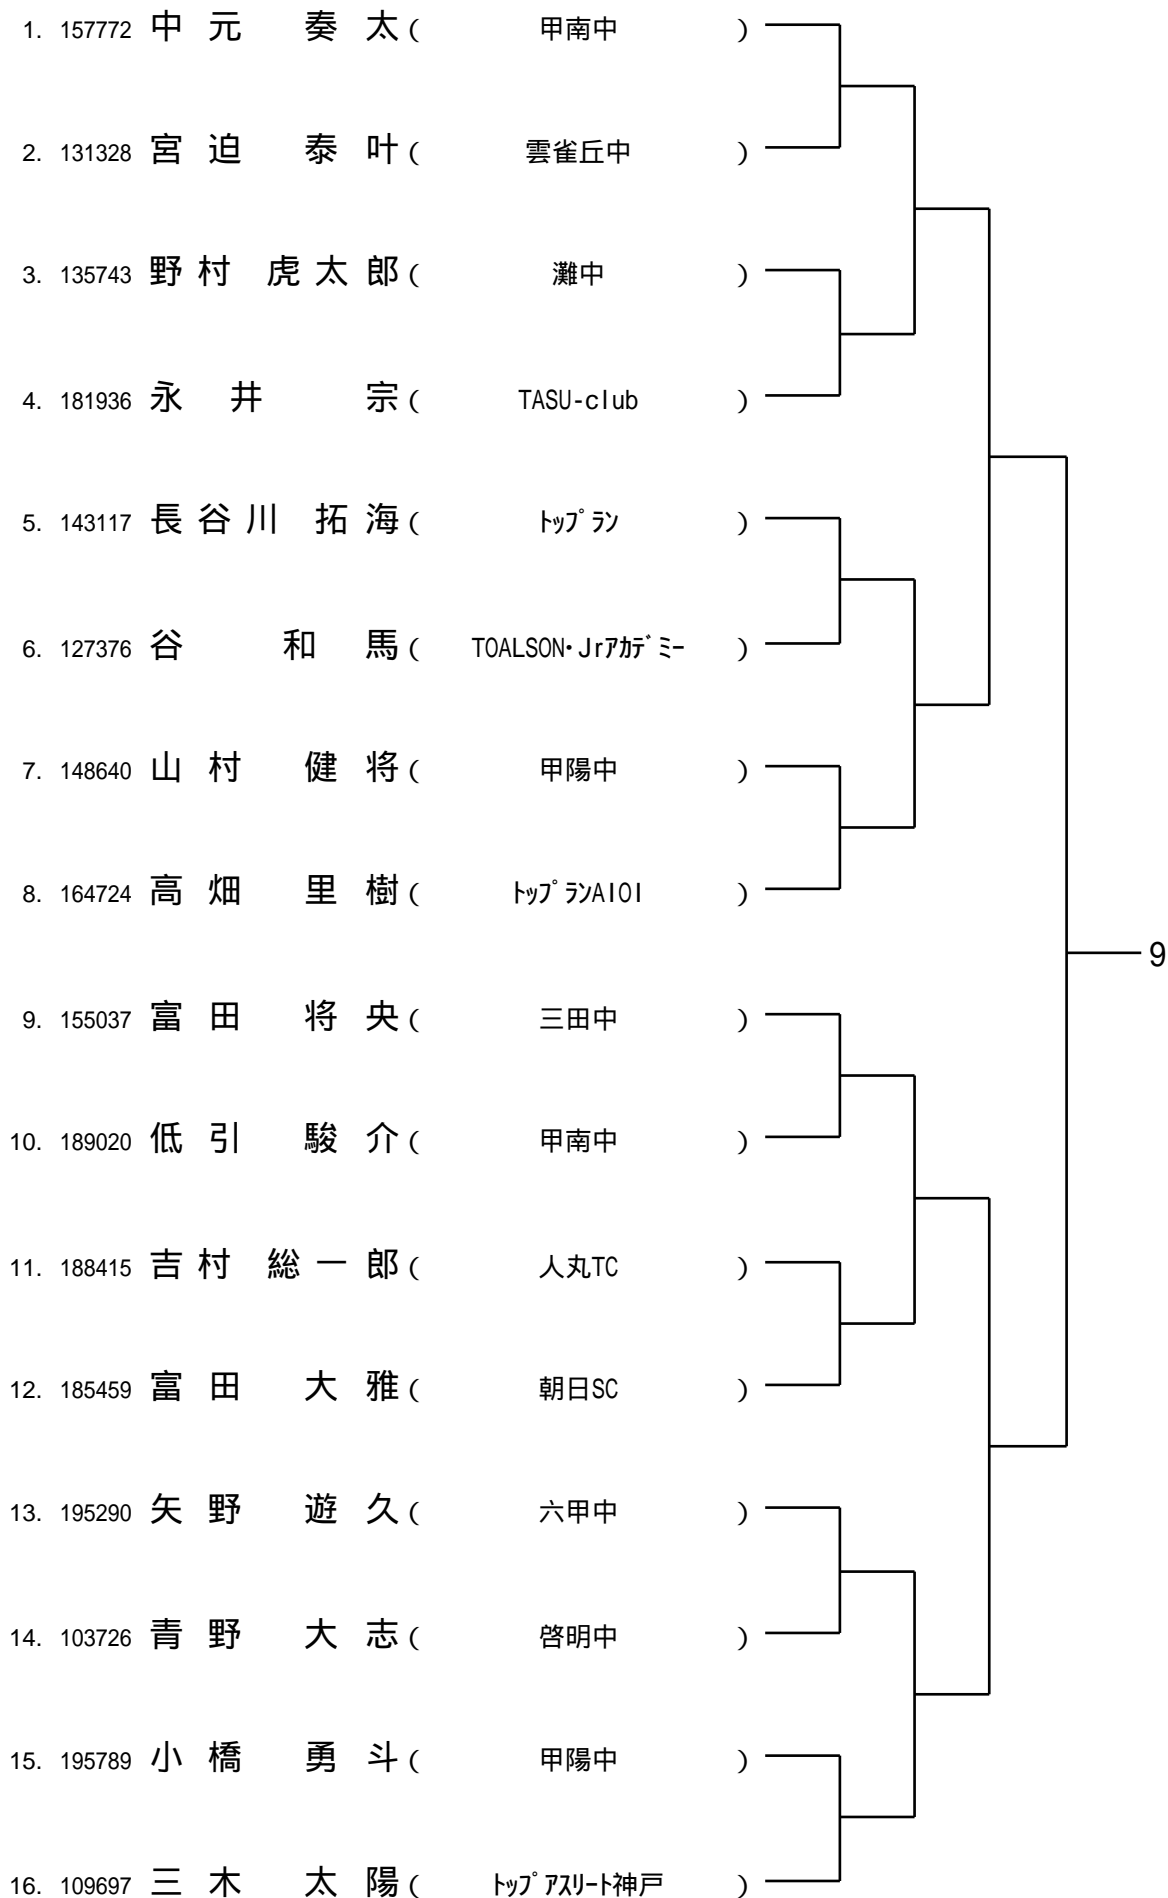 1. 157772 中元 奏太 ( 甲南中 )
2. 131328 宮迫 泰叶 ( 雲雀丘中 )
3. 135743 野村 虎太郎 ( 灘中 )
4. 181936 永井 宗 ( TASU-club )
5. 143117 長谷川 拓海 ( ﾄｯﾌﾟﾗﾝ )
6. 127376 谷 和馬 ( TOALSON･Jrｱｶﾃﾞﾐｰ )
7. 148640 山村 健将 ( 甲陽中 )
8. 164724 高畑 里樹 ( ﾄｯﾌﾟﾗﾝAIOI )
9
9. 155037 富田 将央 ( 三田中 )
10. 189020 低引 駿介 ( 甲南中 )
11. 188415 吉村 総一郎 ( 人丸TC )
12. 185459 富田 大雅 ( 朝日SC )
13. 195290 矢野 遊久 ( 六甲中 )
14. 103726 青野 大志 ( 啓明中 )
15. 195789 小橋 勇斗 ( 甲陽中 )
16. 109697 三木 太陽 ( ﾄｯﾌﾟｱｽﾘｰﾄ神戸 )